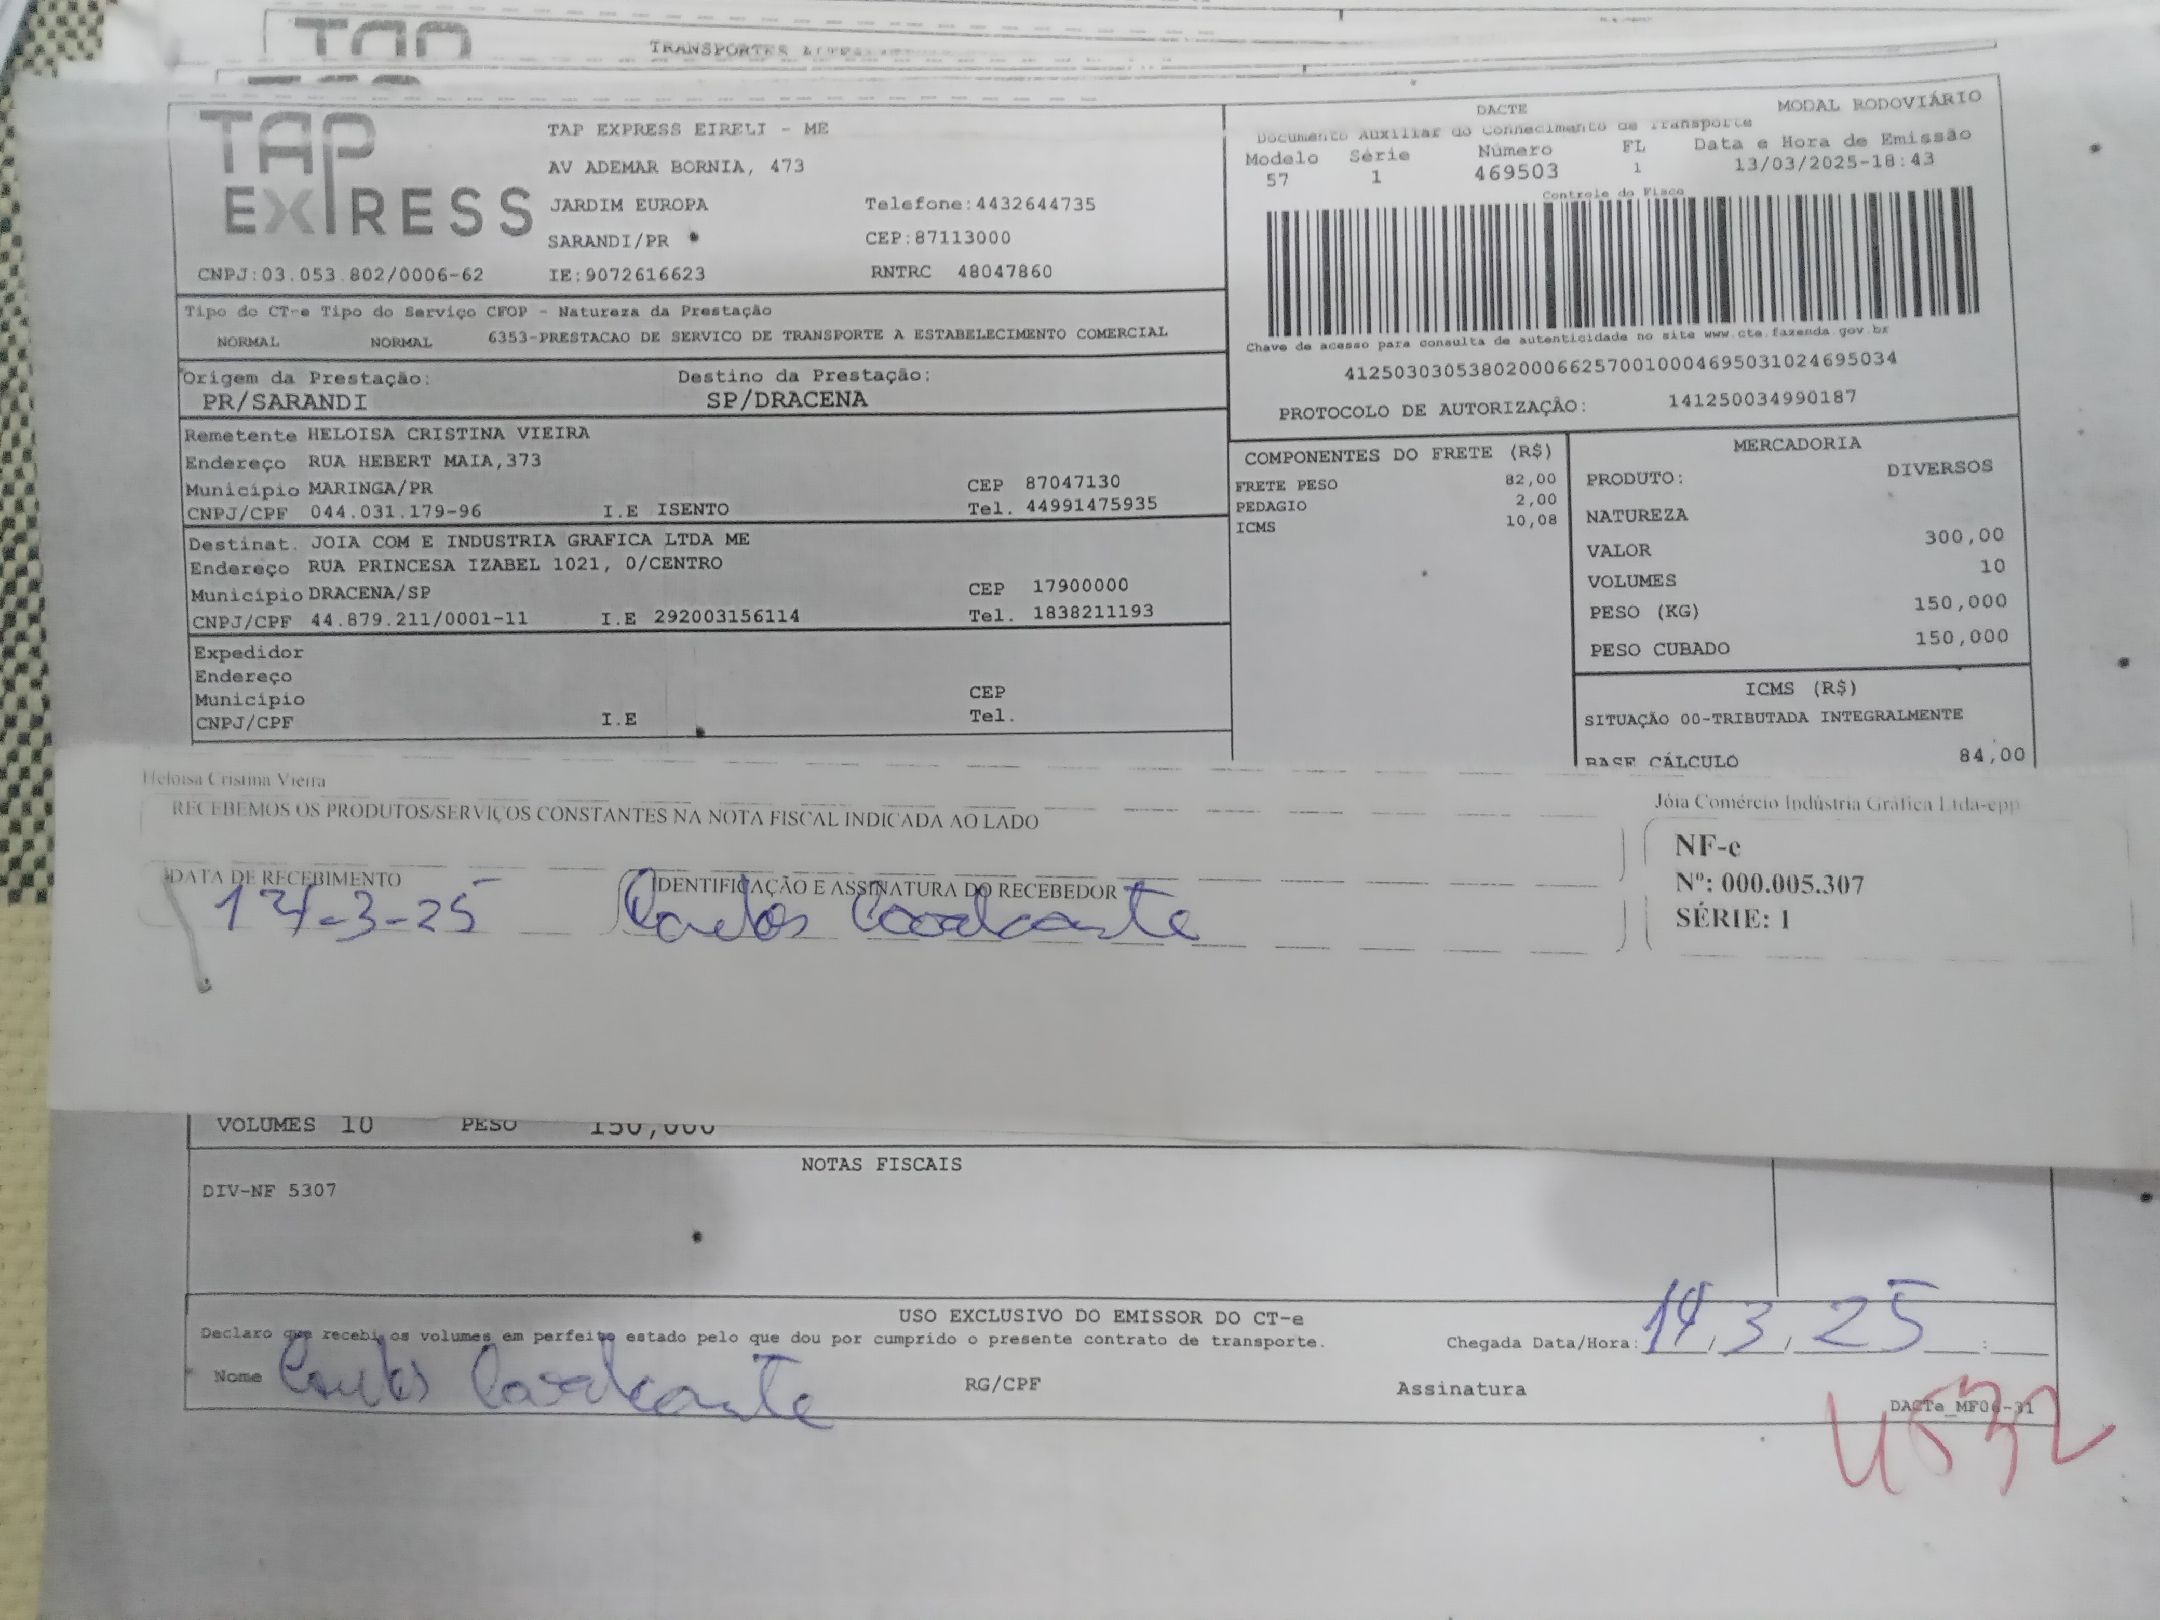 TRANSPORTES
TAP EXPRESS
TAP EXPRESS EIRELI - ME
AV ADEMAR BORNIA, 473
JARDIM EUROPA Telefone:4432644735
SARANDI/PR CEP:87113000
CNPJ:03.053.802/0006-62 IE:9072616623 RNTRC 48047860
DACTE MODAL RODOVIÁRIO
Documento Auxiliar do Conhecimento de Transporte
Modelo Série Número FL Data e Hora de Emissão
57 1 469503 1 13/03/2025-18:43
Controle do Fisco
Chave de acesso para consulta de autenticidade no site www.cte.fazenda.gov.br
41250303053802000662570010004695031024695034
PROTOCOLO DE AUTORIZAÇÃO: 141250034990187
Tipo do CT-e Tipo do Serviço CFOP - Natureza da Prestação
NORMAL NORMAL 6353-PRESTACAO DE SERVICO DE TRANSPORTE A ESTABELECIMENTO COMERCIAL
Origem da Prestação: Destino da Prestação:
PR/SARANDI SP/DRACENA
Remetente HELOISA CRISTINA VIEIRA
Endereço RUA HEBERT MAIA,373
Município MARINGA/PR CEP 87047130
CNPJ/CPF 044.031.179-96 I.E ISENTO Tel. 44991475935
Destinat. JOIA COM E INDUSTRIA GRAFICA LTDA ME
Endereço RUA PRINCESA IZABEL 1021, 0/CENTRO
Município DRACENA/SP CEP 17900000
CNPJ/CPF 44.879.211/0001-11 I.E 292003156114 Tel. 1838211193
Expedidor
Endereço
Município CEP
CNPJ/CPF I.E Tel.
COMPONENTES DO FRETE (R$)
FRETE PESO 82,00
PEDAGIO 2,00
ICMS 10,08
MERCADORIA
PRODUTO: DIVERSOS
NATUREZA
VALOR 300,00
VOLUMES 10
PESO (KG) 150,000
PESO CUBADO 150,000
ICMS (R$)
SITUAÇÃO 00-TRIBUTADA INTEGRALMENTE
BASE CÁLCULO 84,00
Heloisa Cristina Vieira Jóia Comércio Indústria Gráfica Ltda-epp
RECEBEMOS OS PRODUTOS/SERVIÇOS CONSTANTES NA NOTA FISCAL INDICADA AO LADO
DATA DE RECEBIMENTO IDENTIFICAÇÃO E ASSINATURA DO RECEBEDOR
14-3-25 Carlos Cavalcante
NF-e
Nº: 000.005.307
SÉRIE: 1
VOLUMES 10 PESO 150,000
NOTAS FISCAIS
DIV-NF 5307
USO EXCLUSIVO DO EMISSOR DO CT-e
Declaro que recebi os volumes em perfeito estado pelo que dou por cumprido o presente contrato de transporte. Chegada Data/Hora: 14/3/25 :
Nome Carlos Cavalcante RG/CPF Assinatura
DACTe_MF06-31